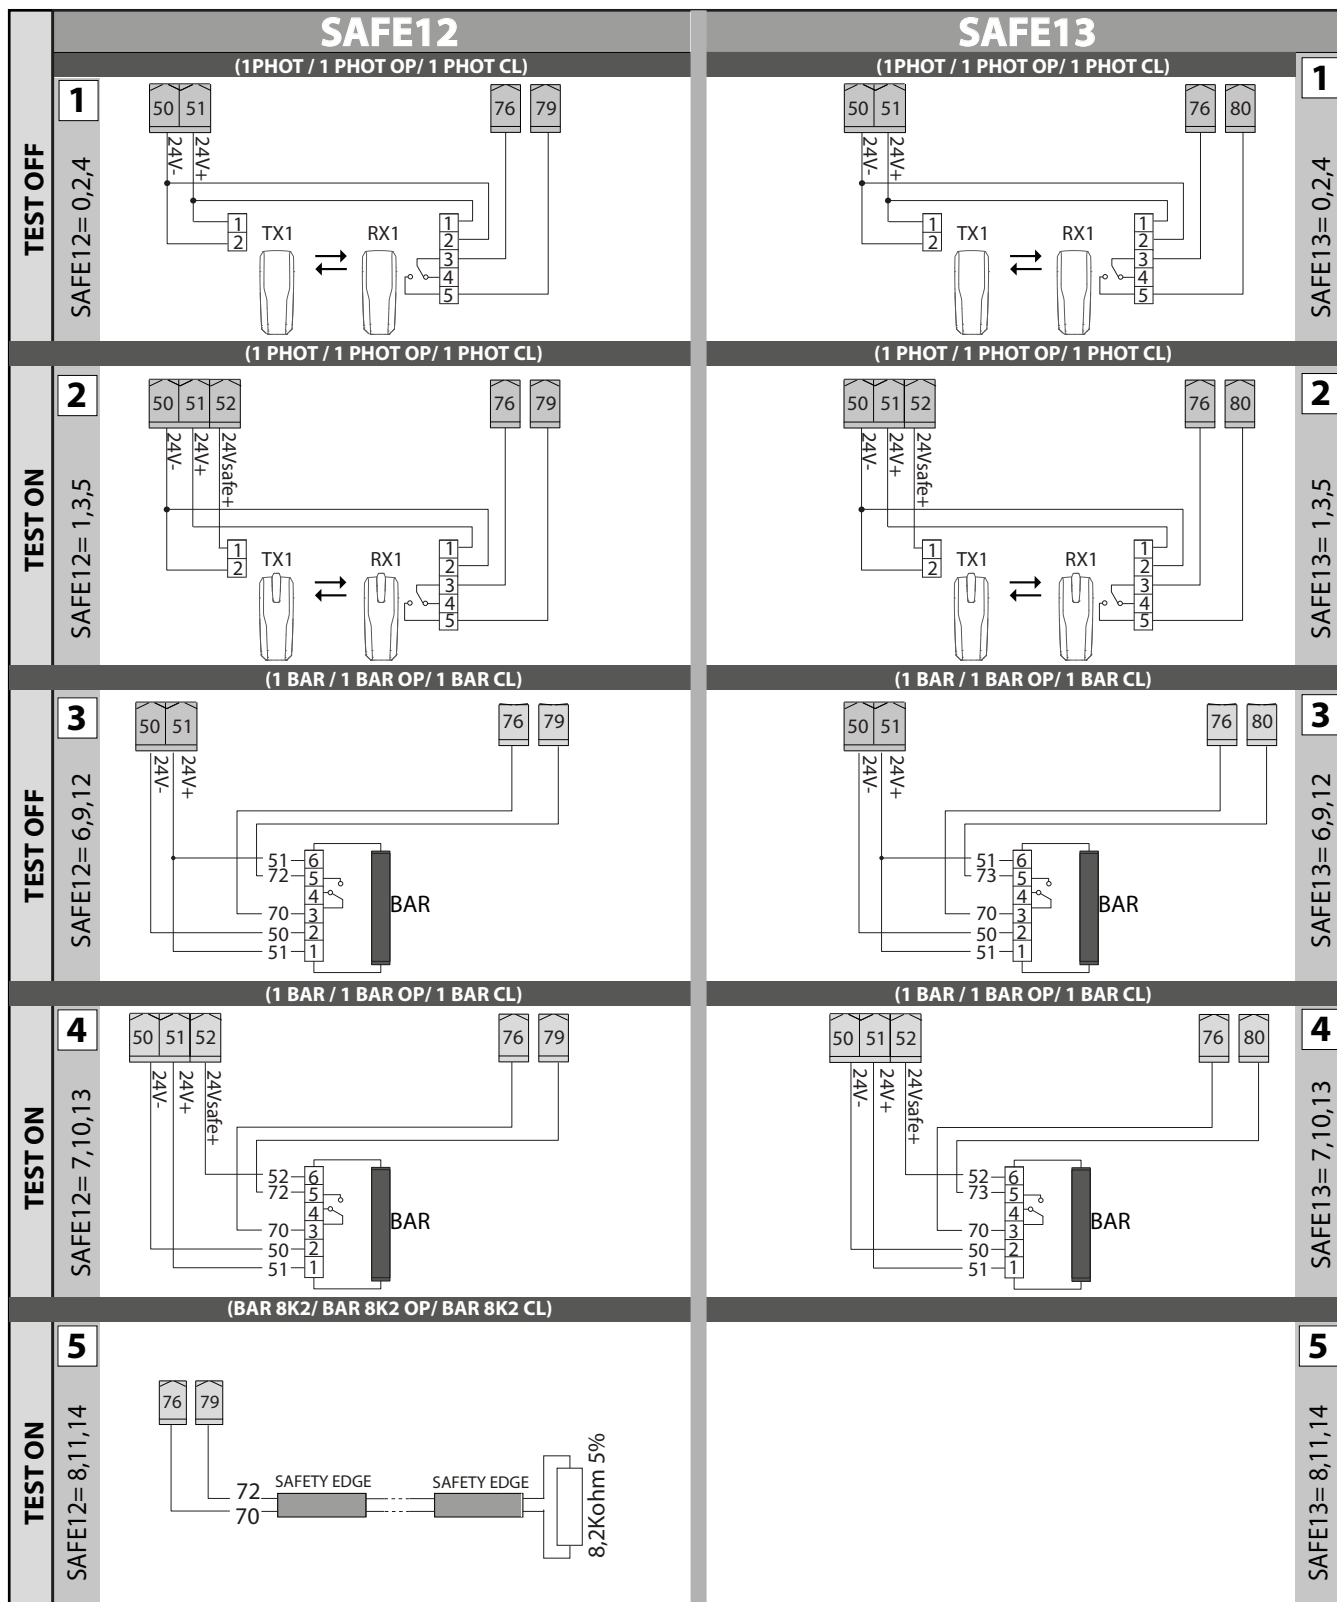 SAFE12
SAFE13
(1PHOT / 1 PHOT OP/ 1 PHOT CL)
(1PHOT / 1 PHOT OP/ 1 PHOT CL)
TEST OFF
1
SAFE12= 0,2,4
50 51
76 79
24V-
24V+
1
2
TX1
RX1
1
2
3
4
5
50 51
76 80
24V-
24V+
1
2
TX1
RX1
1
2
3
4
5
1
SAFE13= 0,2,4
(1 PHOT / 1 PHOT OP/ 1 PHOT CL)
(1 PHOT / 1 PHOT OP/ 1 PHOT CL)
TEST ON
2
SAFE12= 1,3,5
50 51 52
76 79
24V-
24V+
24Vsafe+
1
2
TX1
RX1
1
2
3
4
5
50 51 52
76 80
24V-
24V+
24Vsafe+
1
2
TX1
RX1
1
2
3
4
5
2
SAFE13= 1,3,5
(1 BAR / 1 BAR OP/ 1 BAR CL)
(1 BAR / 1 BAR OP/ 1 BAR CL)
TEST OFF
3
SAFE12= 6,9,12
50 51
76 79
24V-
24V+
51 6
72 5
4
70 3
50 2
51 1
BAR
50 51
76 80
24V-
24V+
51 6
73 5
4
70 3
50 2
51 1
BAR
3
SAFE13= 6,9,12
(1 BAR / 1 BAR OP/ 1 BAR CL)
(1 BAR / 1 BAR OP/ 1 BAR CL)
TEST ON
4
SAFE12= 7,10,13
50 51 52
76 79
24V-
24V+
24Vsafe+
52 6
72 5
4
70 3
50 2
51 1
BAR
50 51 52
76 80
24V-
24V+
24Vsafe+
52 6
73 5
4
70 3
50 2
51 1
BAR
4
SAFE13= 7,10,13
(BAR 8K2/ BAR 8K2 OP/ BAR 8K2 CL)
TEST ON
5
SAFE12= 8,11,14
76 79
72
70
SAFETY EDGE
SAFETY EDGE
8,2Kohm 5%
5
SAFE13= 8,11,14